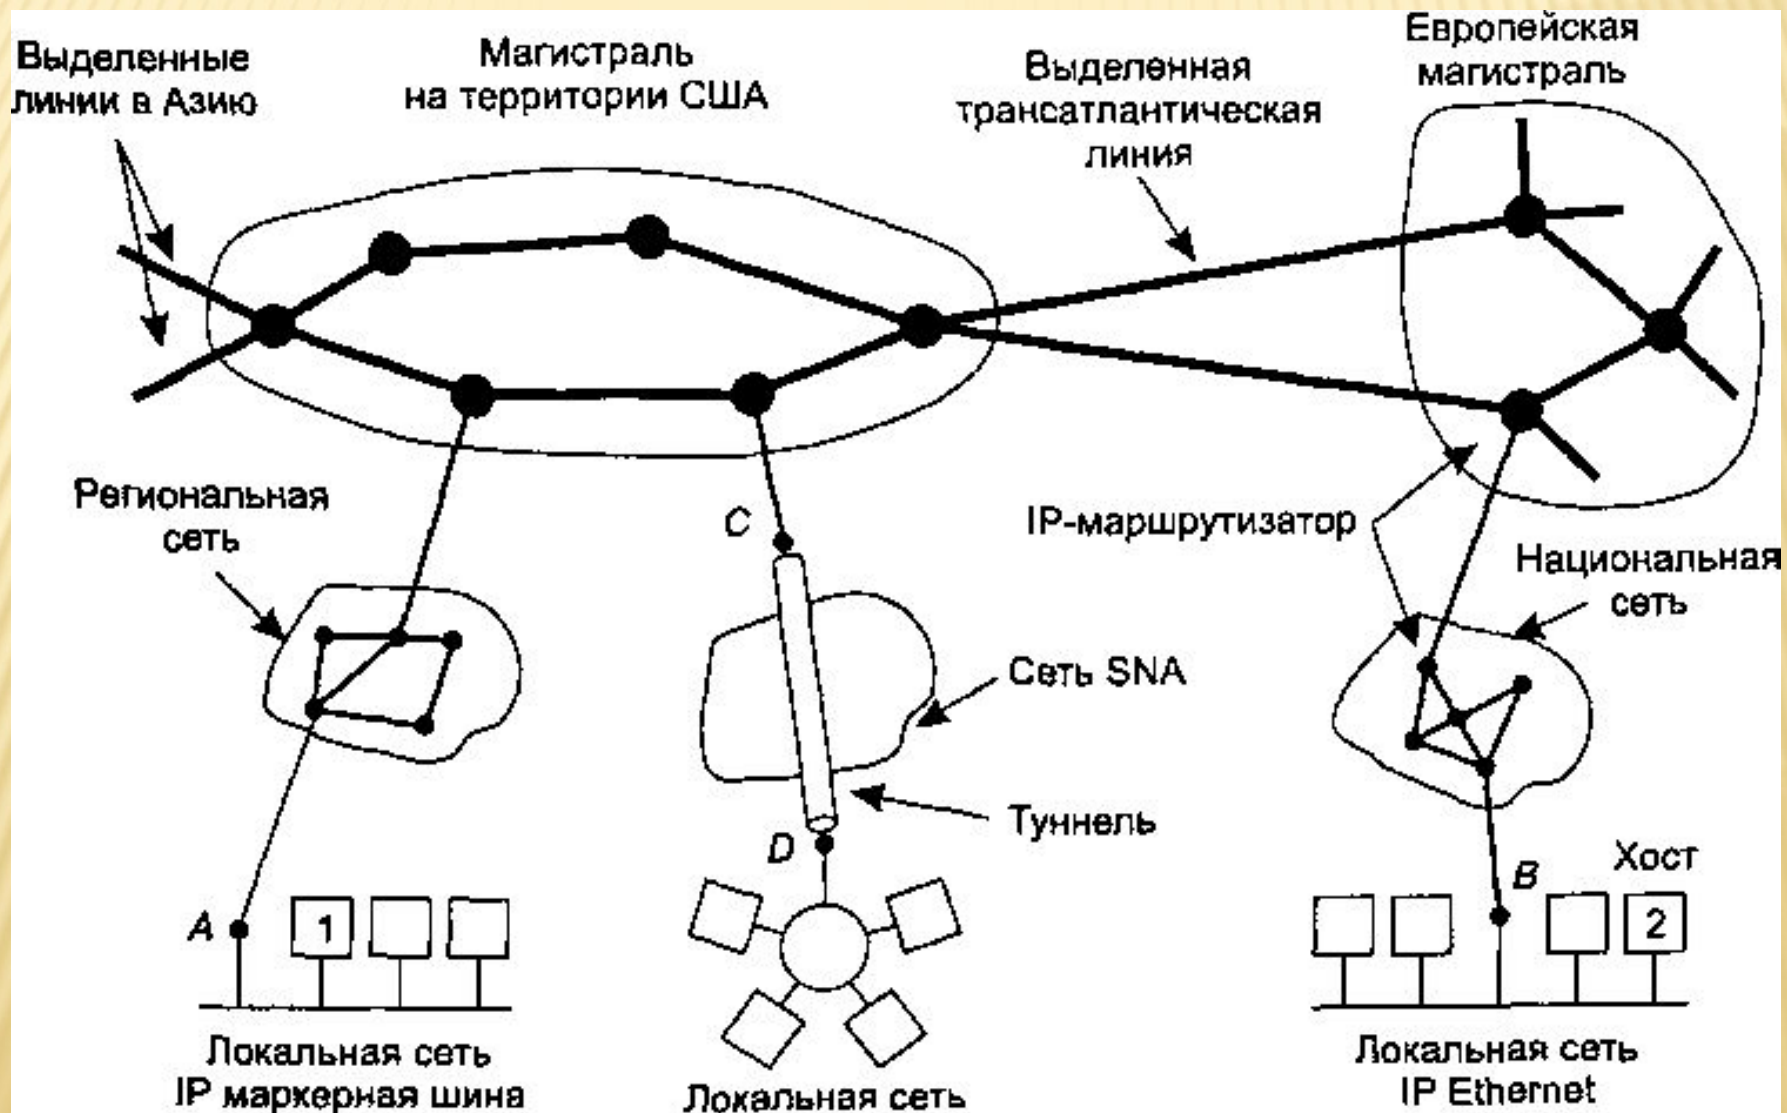 Выделенные
линии в Азию
Магистраль
на территории США
Выделенная
трансатлантическая
линия
Европейская
магистраль
Региональная
сеть
C
IP-маршрутизатор
Национальная
сеть
Сеть SNA
Туннель
D
A
1
B
Хост
2
Локальная сеть
IP маркерная шина
Локальная сеть
Локальная сеть
IP Ethernet